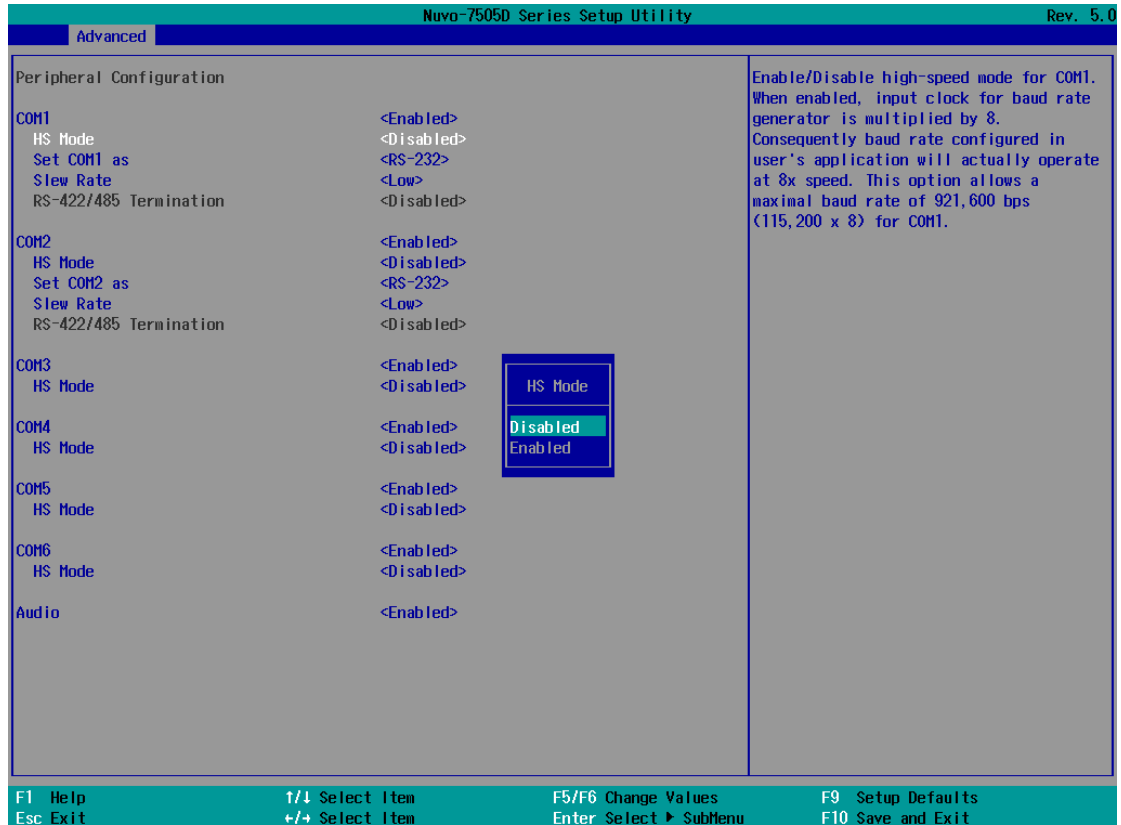 Nuvo-7505D Series Setup Utility Rev. 5.0
Advanced
Peripheral Configuration
COM1 <Enabled>
HS Mode <Disabled>
Set COM1 as <RS-232>
Slew Rate <Low>
RS-422/485 Termination <Disabled>
COM2 <Enabled>
HS Mode <Disabled>
Set COM2 as <RS-232>
Slew Rate <Low>
RS-422/485 Termination <Disabled>
COM3 <Enabled>
HS Mode <Disabled>
COM4 <Enabled>
HS Mode <Disabled>
COM5 <Enabled>
HS Mode <Disabled>
COM6 <Enabled>
HS Mode <Disabled>
Audio <Enabled>
HS Mode
Disabled
Enabled
Enable/Disable high-speed mode for COM1.
When enabled, input clock for baud rate
generator is multiplied by 8.
Consequently baud rate configured in
user's application will actually operate
at 8x speed. This option allows a
maximal baud rate of 921,600 bps
(115,200 x 8) for COM1.
F1 Help ↑/↓ Select Item F5/F6 Change Values F9 Setup Defaults
Esc Exit ←/→ Select Item Enter Select ▶ SubMenu F10 Save and Exit